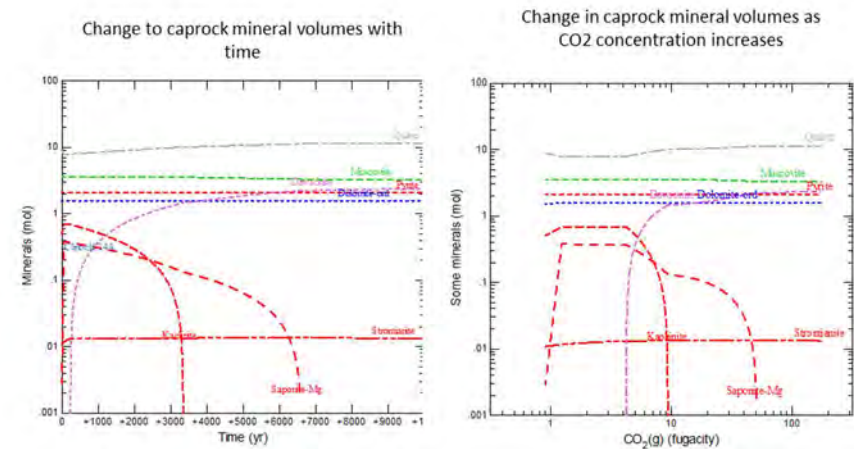 Change to caprock mineral volumes with
time
100
10
1
.1
.01
.001
Minerals (mol)
Quartz
Muscovite
Pyrite
Dolomite-ord
Kaolinite
Strontianite
Saponite-Mg
0
+1000
+2000
+3000
+4000
+5000
+6000
+7000
+8000
+9000
+1
Time (yr)
Change in caprock mineral volumes as
CO2 concentration increases
100
10
1
.1
.01
.001
Some minerals (mol)
Quartz
Muscovite
Pyrite
Dolomite-ord
Kaolinite
Strontianite
Saponite-Mg
1
10
100
CO₂(g) (fugacity)